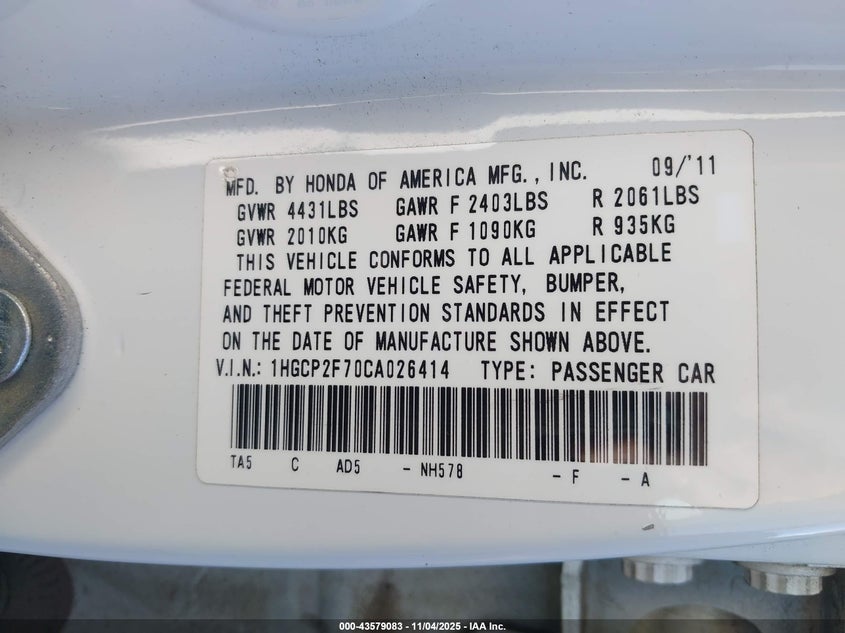 MFD. BY HONDA OF AMERICA MFG., INC. 09/'11
GVWR 4431LBS GAWR F 2403LBS R 2061LBS
GVWR 2010KG GAWR F 1090KG R 935KG
THIS VEHICLE CONFORMS TO ALL APPLICABLE
FEDERAL MOTOR VEHICLE SAFETY, BUMPER,
AND THEFT PREVENTION STANDARDS IN EFFECT
ON THE DATE OF MANUFACTURE SHOWN ABOVE.
V.I.N.: 1HGCP2F70CA026414 TYPE: PASSENGER CAR
TA5 C AD5 - NH578 - F - A
000-43579083 - 11/04/2025 - IAA Inc.